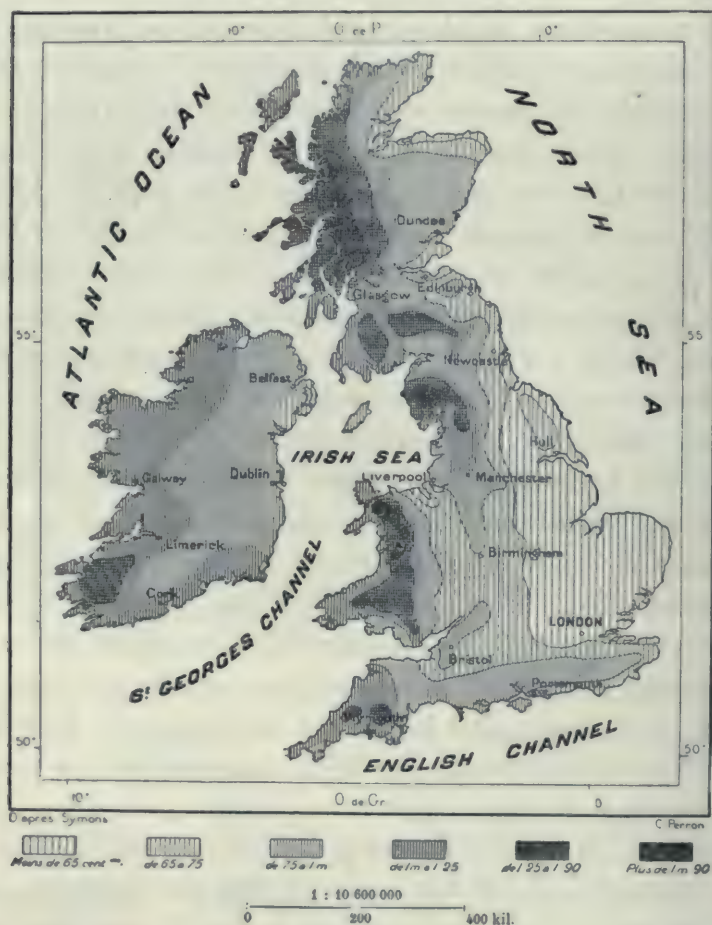 10° O. de P. 0°
ATLANTIC OCEAN
NORTH SEA
Dundee
Edinburgh
Glasgow
55° 55°
Newcastle
Belfast
IRISH SEA
Hull
Galway Dublin Liverpool Manchester
Limerick
Birmingham
Cork
LONDON
ST GEORGES CHANNEL
Bristol
Portsmouth
Plymouth
50° 50°
ENGLISH CHANNEL
10° O. de Gr. 0
D'après Symons C. Perron
Moins de 65 cent. de 65 a 75 de 75 a 1 m de 1 m a 1.25 de 1.25 a 1.90 Plus de 1 m 90
1 : 10 600 000
0 200 400 kil.